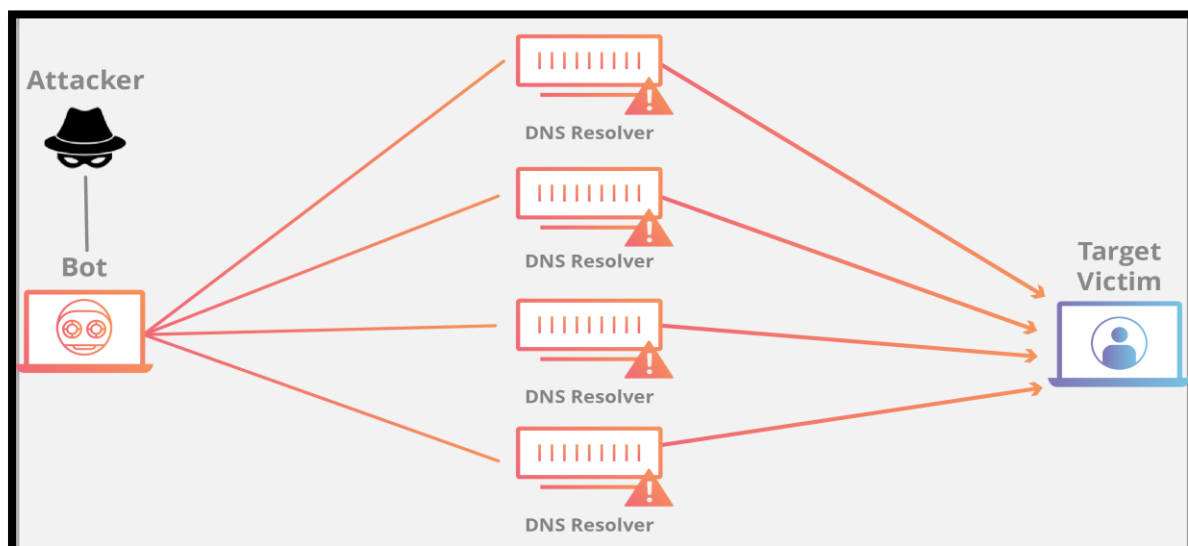 Attacker
Bot
DNS Resolver
DNS Resolver
DNS Resolver
DNS Resolver
Target
Victim